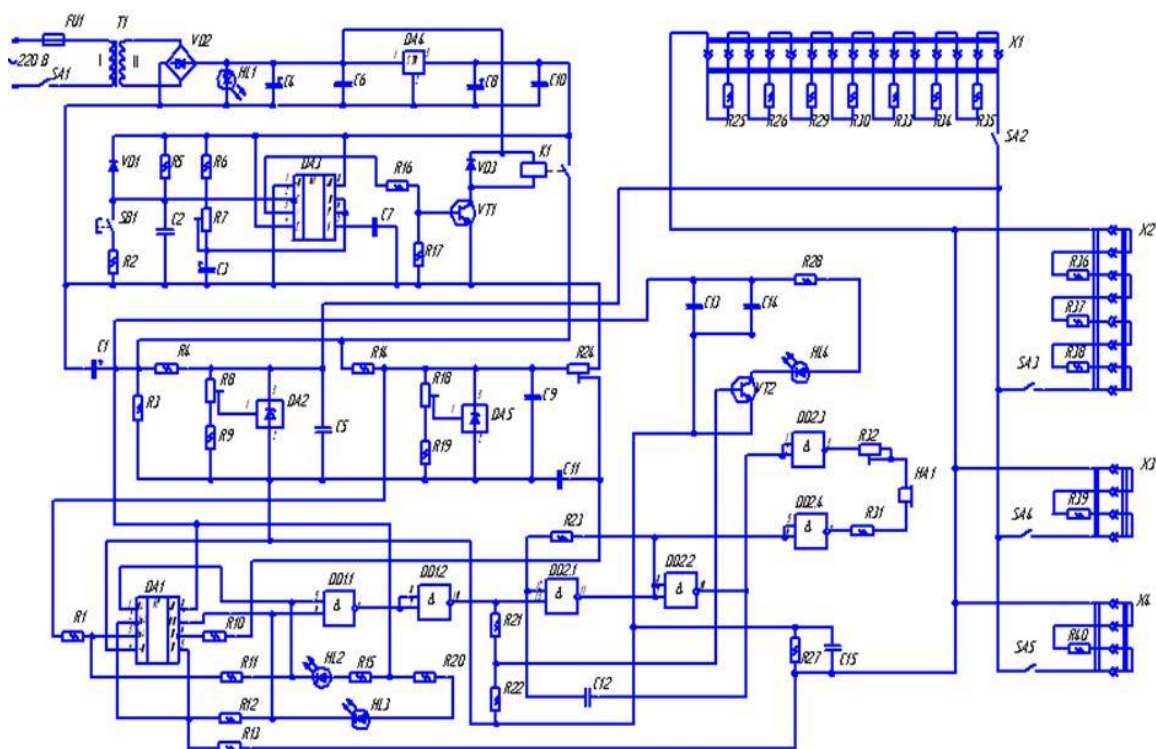 FU1 T1 VD2 DA4 X1
~220 В I II
SA1 HL1 C4 C6 C8 C10
R25 R26 R29 R30 R33 R34 R35
SA2
VD1 R5 R6 DA3 R16 VD3 K1
SB1 C2 R7 C7 VT1
R2 C3 R17
X2
R36
R37
R38
SA3
R28
C13 C14
C1 R4 R14 R24
HL4
R8 DA2 R18 C9 VT2
R3 C5 DA5
R9 R19
DD2.3 R32
C11 HA1
X3
R39
SA4
R23 DD2.4 R31
DD2.2
DA1 DD1.1 DD1.2 DD2.1
R1 R10 R21
X4
R40
SA5
R11 HL2 R15 R20 R27 C15
R22 C12
R12 HL3
R13